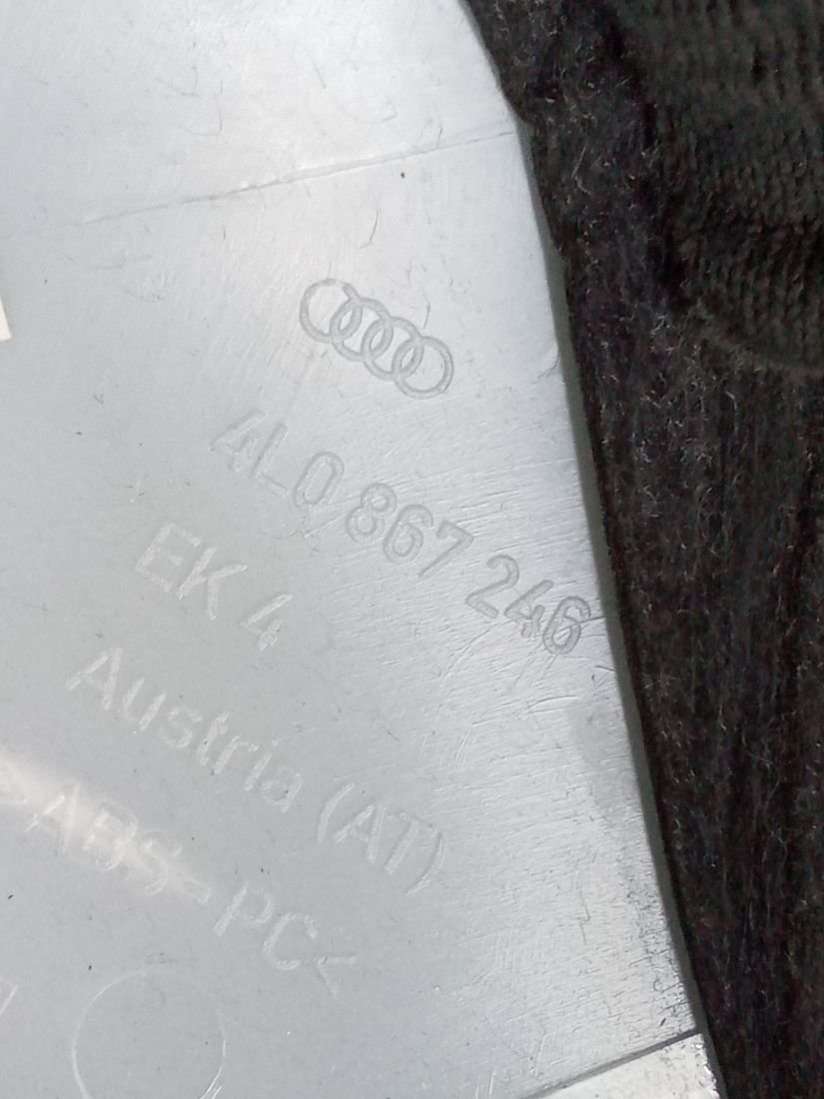 4L0 867 246
EK 4
Austria (AT)
>ABS-PC<